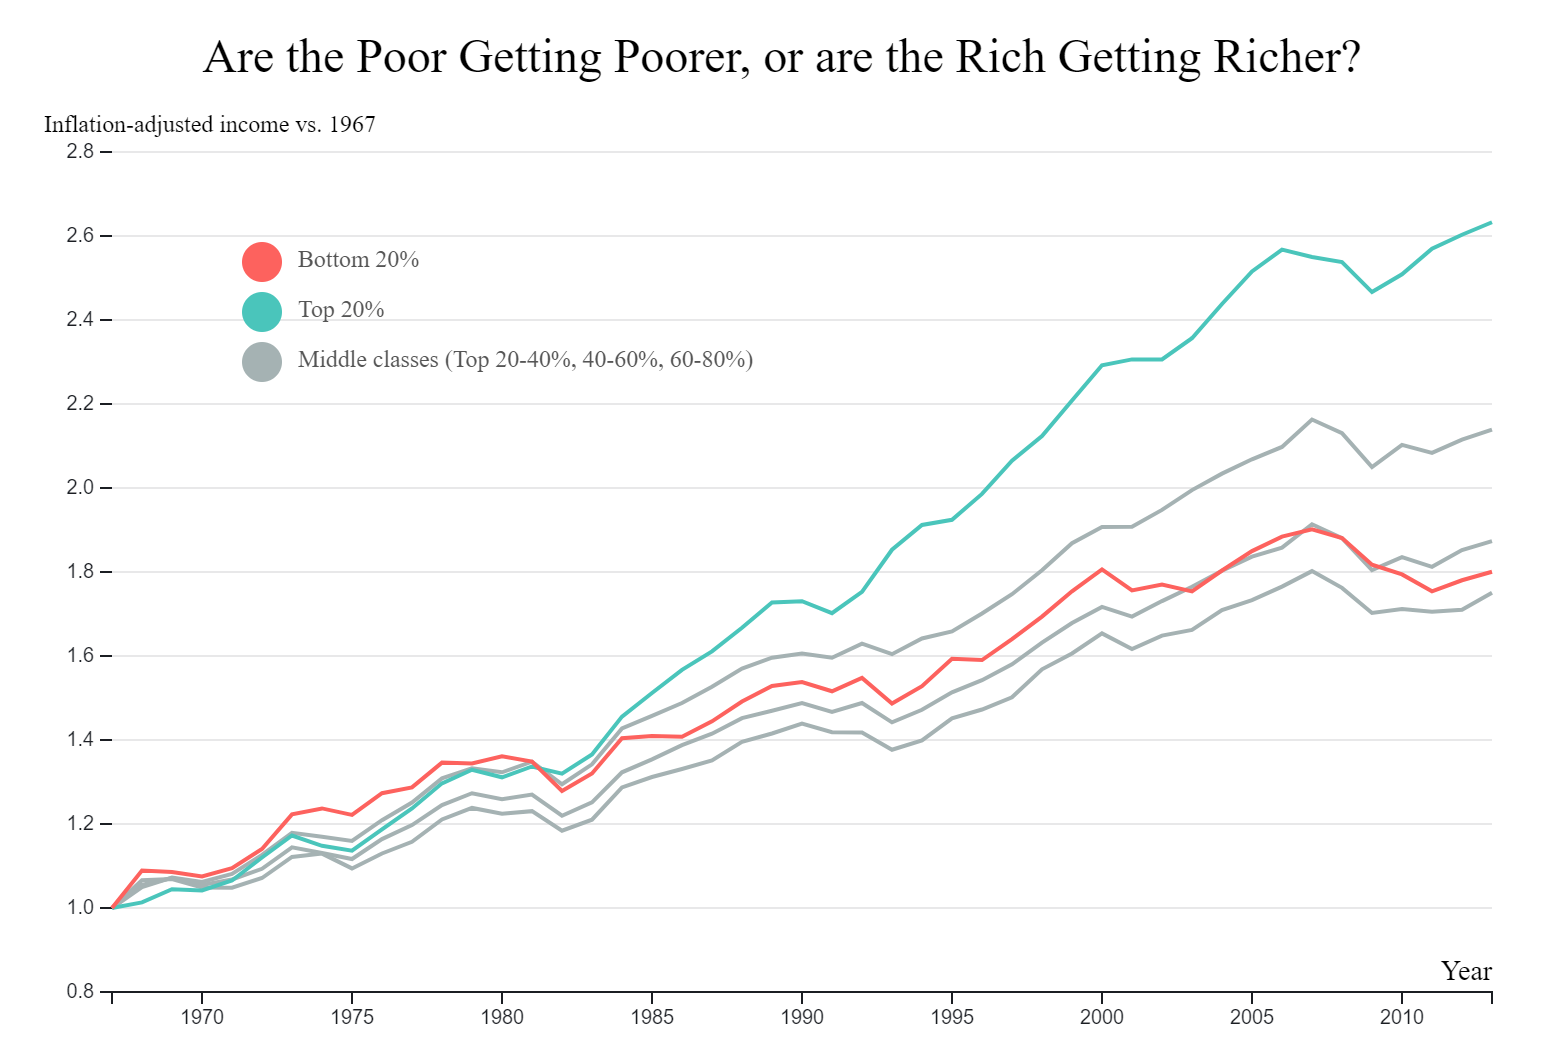 Are the Poor Getting Poorer, or are the Rich Getting Richer?
Inflation-adjusted income vs. 1967
2.8
2.6
Bottom 20%
Top 20%
2.4
Middle classes (Top 20-40%, 40-60%, 60-80%)
2.2
2.0
1.8
1.6
1.4
1.2
1.0
Year
0.8
1970 1975 1980 1985 1990 1995 2000 2005 2010